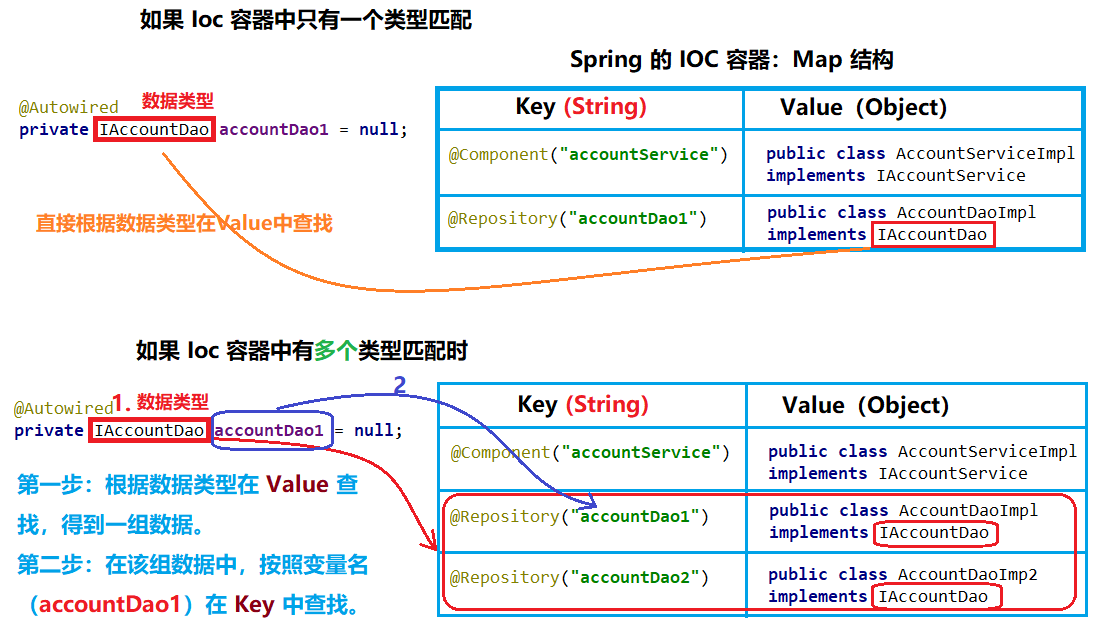 如果 Ioc 容器中只有一个类型匹配
Spring 的 IOC 容器：Map 结构
@Autowired 数据类型
private IAccountDao accountDao1 = null;
直接根据数据类型在Value中查找
Key (String)
Value（Object）
@Component("accountService")
public class AccountServiceImpl
implements IAccountService
@Repository("accountDao1")
public class AccountDaoImpl
implements IAccountDao
如果 Ioc 容器中有多个类型匹配时
@Autowired 1. 数据类型
2
private IAccountDao accountDao1 = null;
第一步：根据数据类型在 Value 查
找，得到一组数据。
第二步：在该组数据中，按照变量名
（accountDao1）在 Key 中查找。
Key (String)
Value（Object）
@Component("accountService")
public class AccountServiceImpl
implements IAccountService
@Repository("accountDao1")
public class AccountDaoImpl
implements IAccountDao
@Repository("accountDao2")
public class AccountDaoImp2
implements IAccountDao